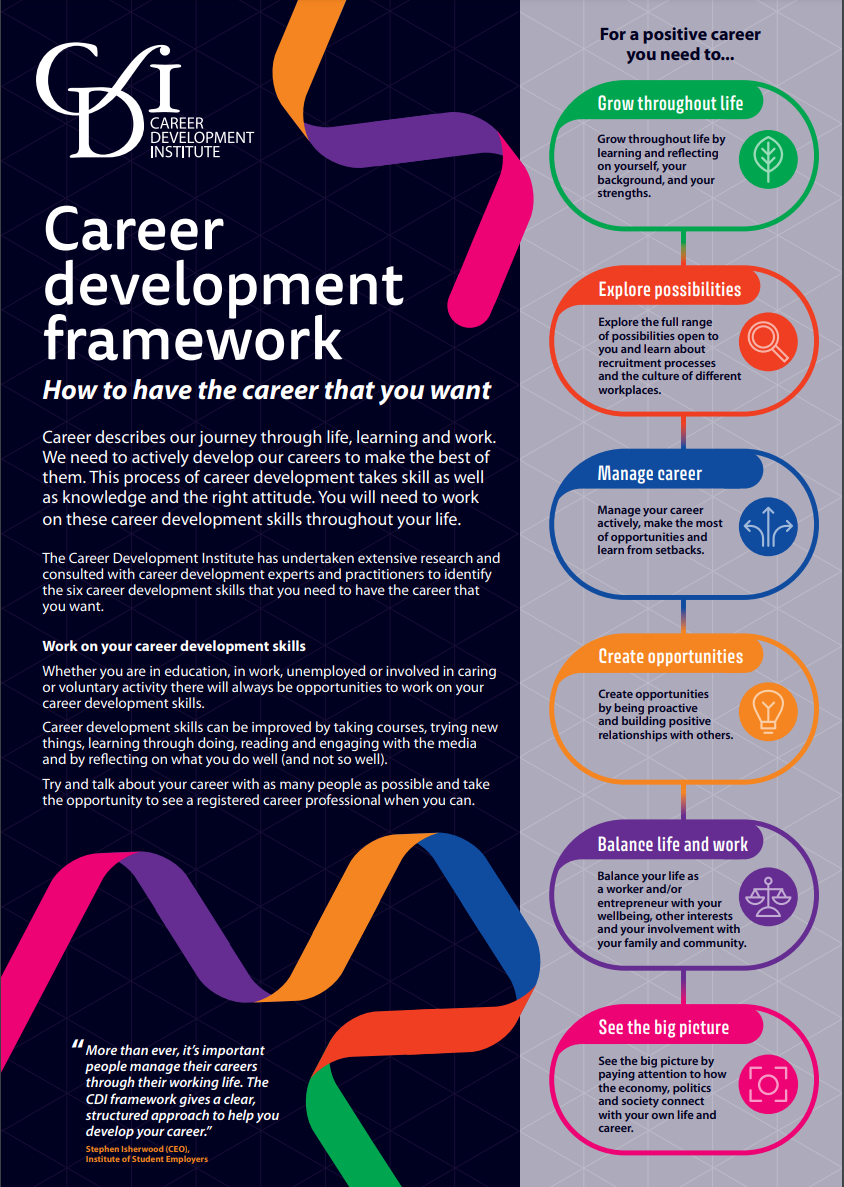 CDI
CAREER
DEVELOPMENT
INSTITUTE
Career
development
framework
How to have the career that you want
Career describes our journey through life, learning and work.
We need to actively develop our careers to make the best of
them. This process of career development takes skill as well
as knowledge and the right attitude. You will need to work
on these career development skills throughout your life.
The Career Development Institute has undertaken extensive research and
consulted with career development experts and practitioners to identify
the six career development skills that you need to have the career that
you want.
Work on your career development skills
Whether you are in education, in work, unemployed or involved in caring
or voluntary activity there will always be opportunities to work on your
career development skills.
Career development skills can be improved by taking courses, trying new
things, learning through doing, reading and engaging with the media
and by reflecting on what you do well (and not so well).
Try and talk about your career with as many people as possible and take
the opportunity to see a registered career professional when you can.
“More than ever, it’s important
people manage their careers
through their working life. The
CDI framework gives a clear,
structured approach to help you
develop your career.”
Stephen Isherwood (CEO),
Institute of Student Employers
For a positive career
you need to...
Grow throughout life
Grow throughout life by
learning and reflecting
on yourself, your
background, and your
strengths.
Explore possibilities
Explore the full range
of possibilities open to
you and learn about
recruitment processes
and the culture of different
workplaces.
Manage career
Manage your career
actively, make the most
of opportunities and
learn from setbacks.
Create opportunities
Create opportunities
by being proactive
and building positive
relationships with others.
Balance life and work
Balance your life as
a worker and/or
entrepreneur with your
wellbeing, other interests
and your involvement with
your family and community.
See the big picture
See the big picture by
paying attention to how
the economy, politics
and society connect
with your own life and
career.